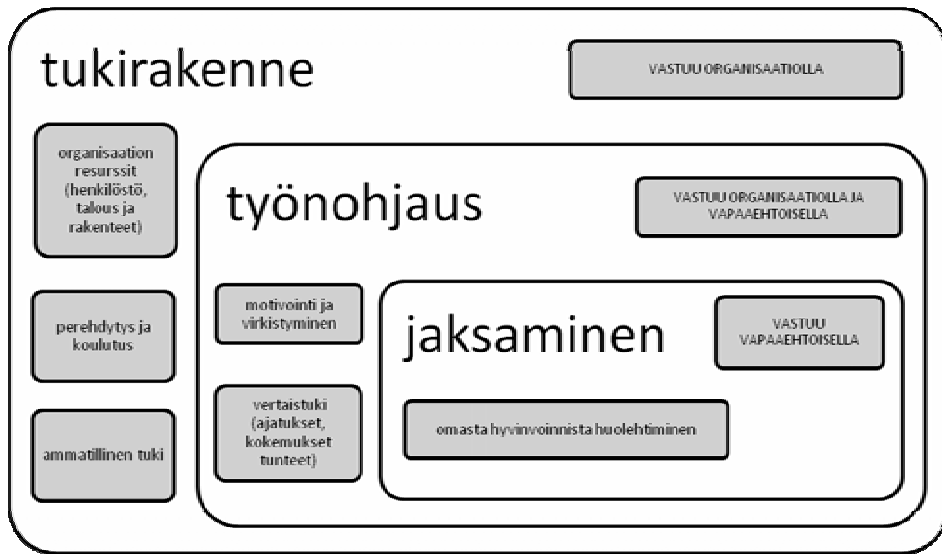 tukirakenne
VASTUU ORGANISAATIOLLA
organisaation
resurssit
(henkilöstö,
talous ja
rakenteet)
perehdytys ja
koulutus
ammatillinen tuki
työnohjaus
VASTUU ORGANISAATIOLLA JA
VAPAAEHTOISELLA
motivointi ja
virkistyminen
vertaistuki
(ajatukset,
kokemukset
tunteet)
jaksaminen
VASTUU
VAPAAEHTOISELLA
omasta hyvinvoinnista huolehtiminen